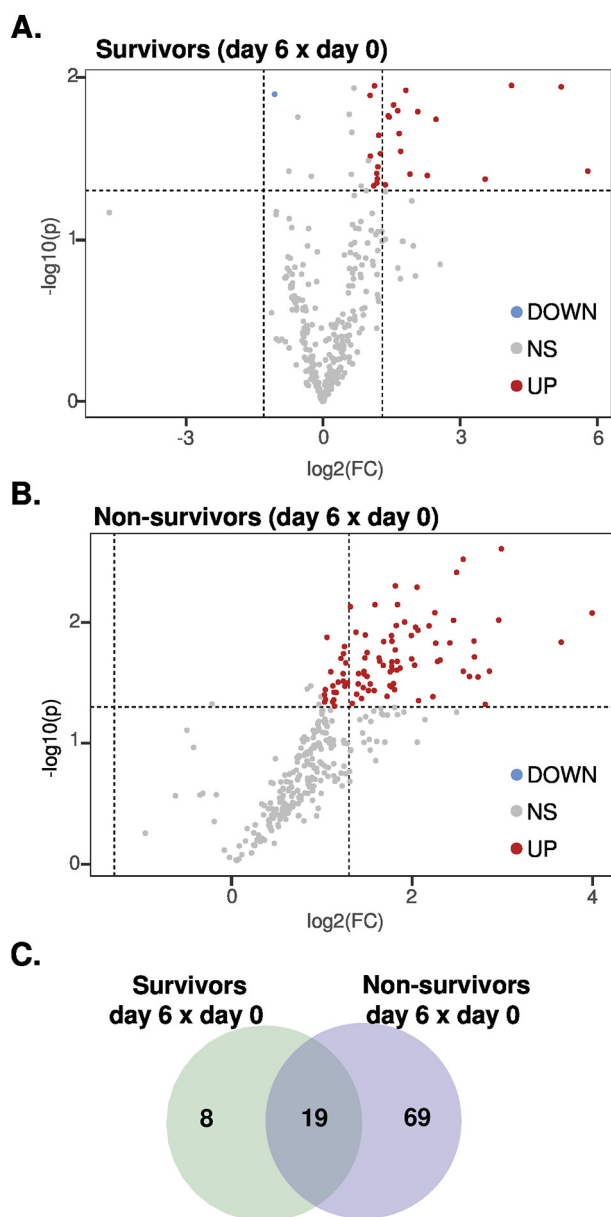 A.
Survivors (day 6 x day 0)
2
1
0
-log10(p)
DOWN
NS
UP
-3
0
3
6
log2(FC)
B.
Non-survivors (day 6 x day 0)
2
1
0
-log10(p)
DOWN
NS
UP
0
2
4
log2(FC)
C.
Survivors
day 6 x day 0
Non-survivors
day 6 x day 0
8
19
69